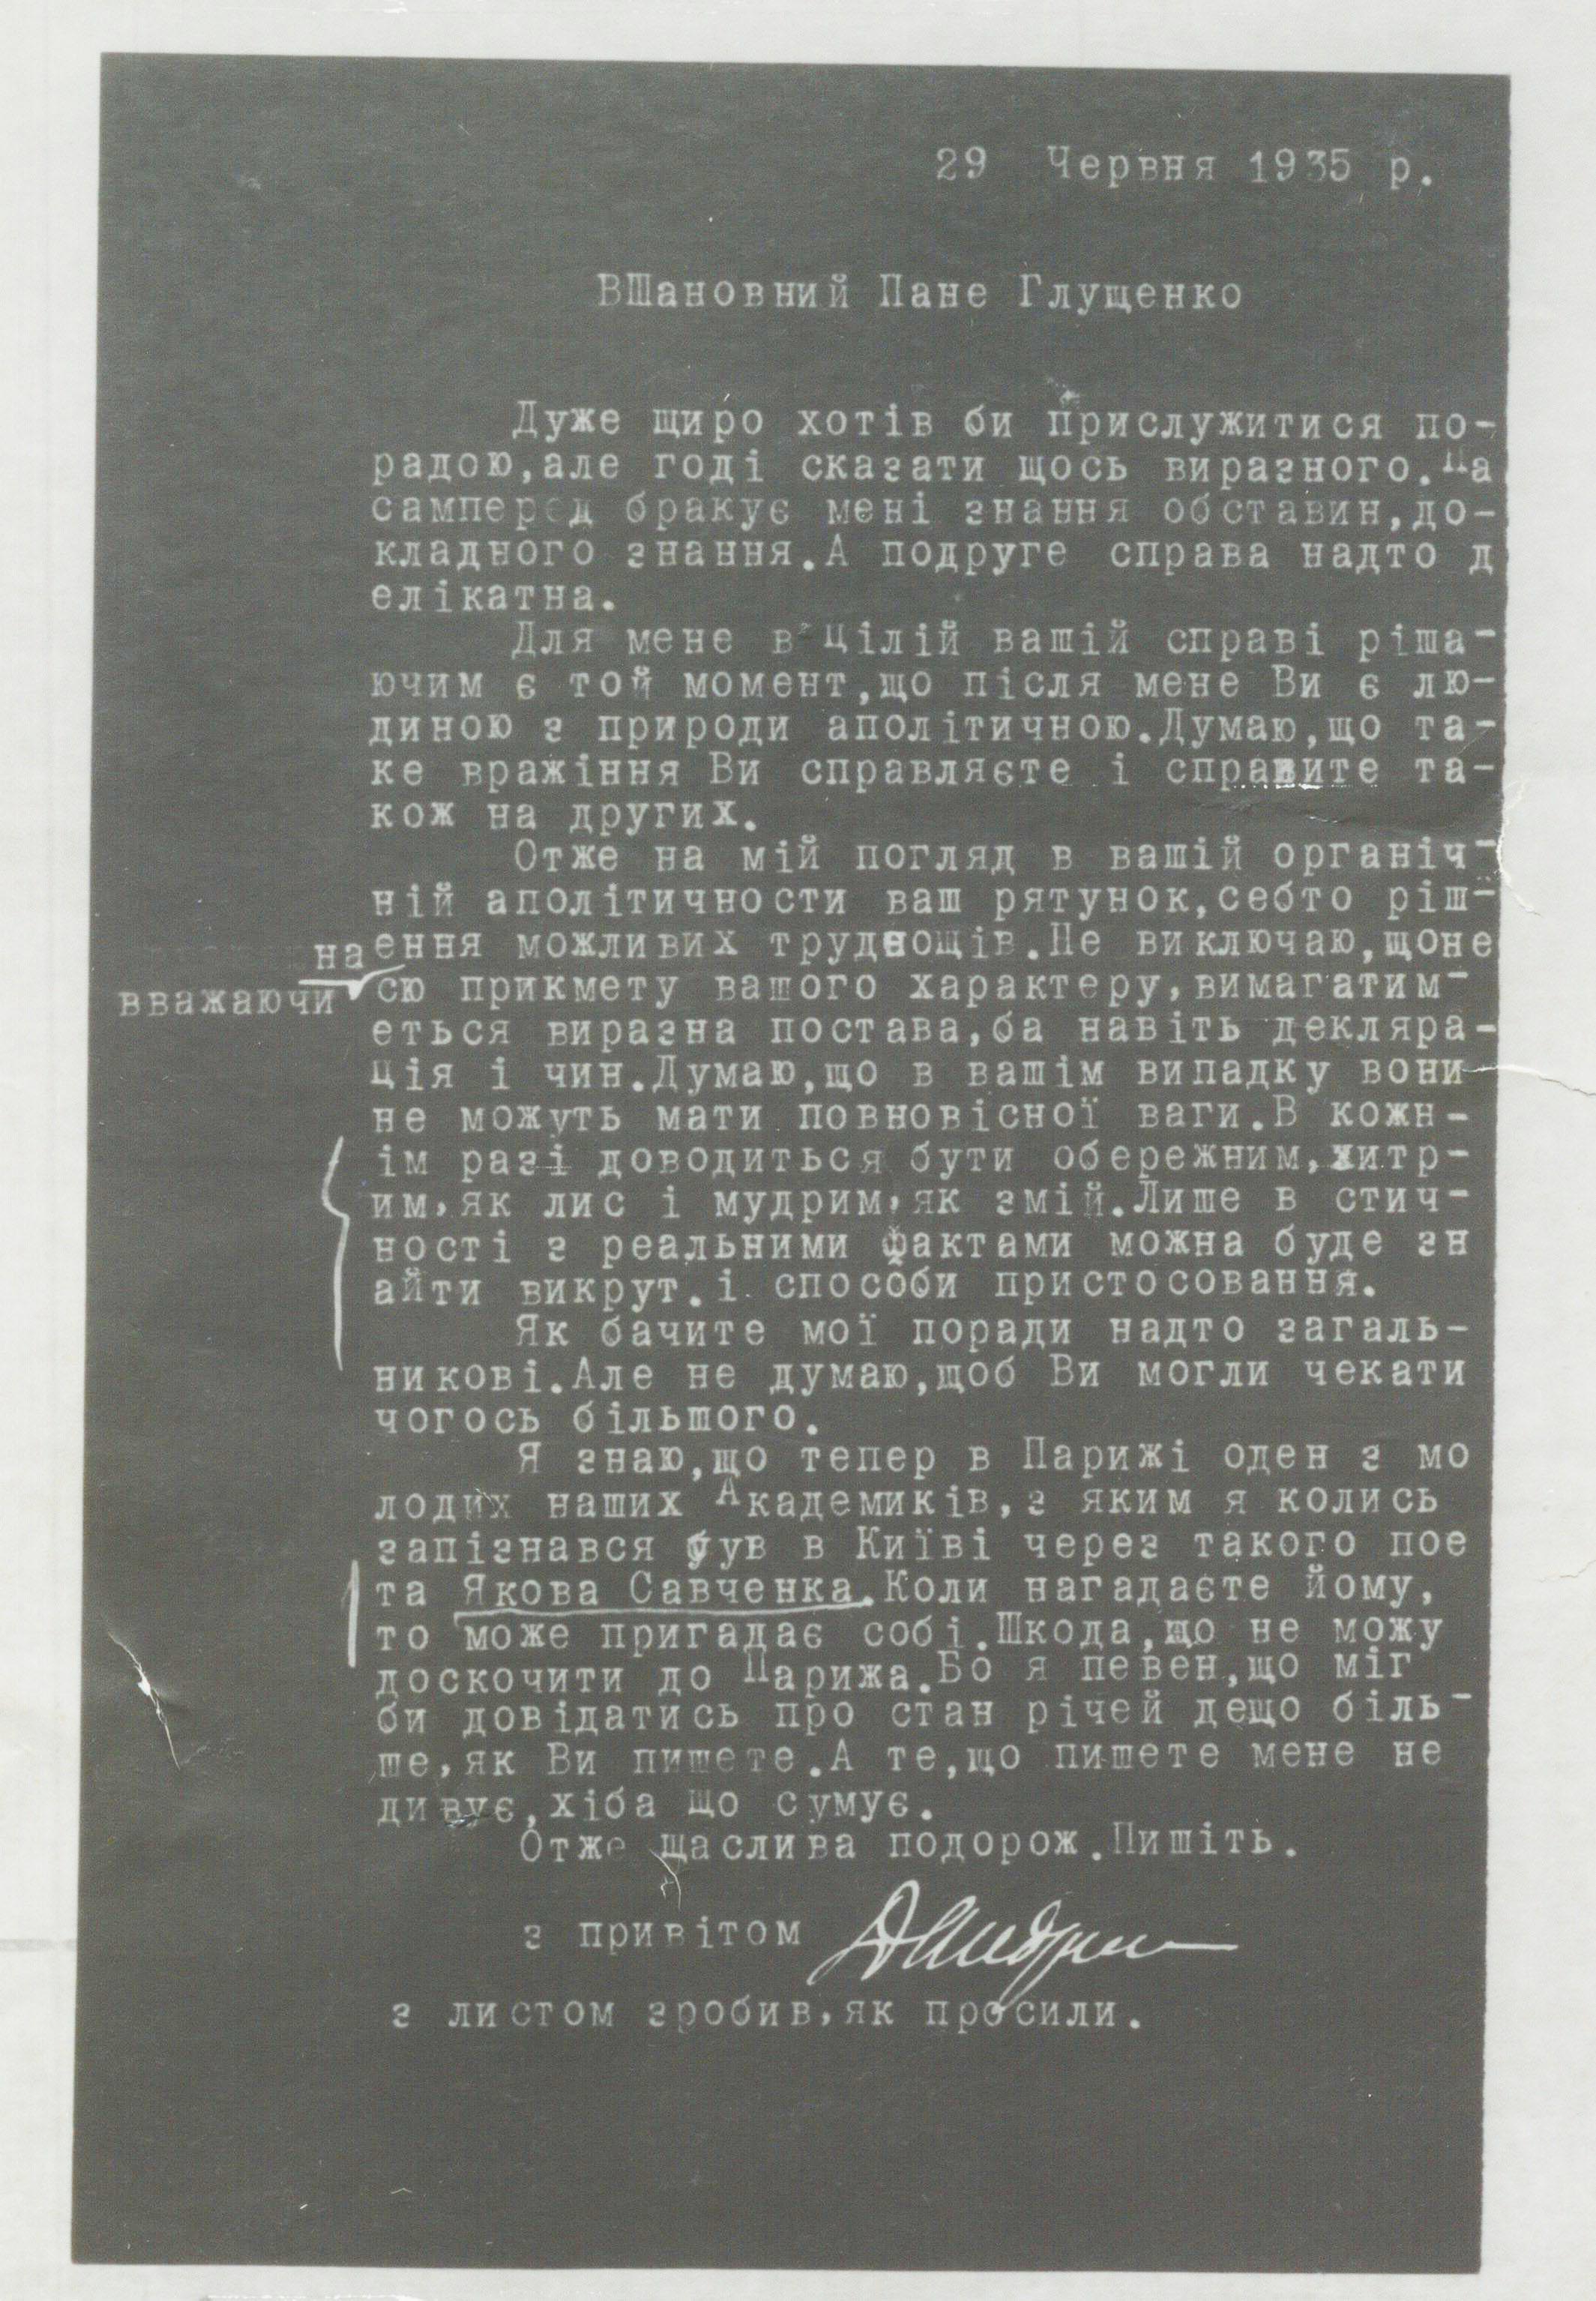 29 Червня 1935 р.
ВШановний Пане Глущенко
Дуже щиро хотів би прислужитися по-
радою,але годі сказати щось виразного.На
самперед бракує мені знання обставин,до-
кладного знання.А подруге справа надто д
елікатна.
Для мене в цілій вашій справі ріша-
ючим є той момент,що після мене Ви є лю-
диною з природи аполітичною.Думаю,що та-
ке вражіння Ви справляєте і справите та-
кож на других.
Отже на мій погляд в вашій органіч-
ній аполітичности ваш рятунок,себто ріш-
ення можливих труднощів.Не виключаю,щоне
вважаючи на сю прикмету вашого характеру,вимагатим-
еться виразна постава,ба навіть декляра-
ція і чин.Думаю,що в вашім випадку вони
не можуть мати повновісної ваги.В кожн-
ім разі доводиться бути обережним,хитр-
им,як лис і мудрим,як змій.Лише в стич-
ності з реальними фактами можна буде зн
айти викрут.і способи пристосовання.
Як бачите мої поради надто загаль-
никові.Але не думаю,щоб Ви могли чекати
чогось більшого.
Я знаю,що тепер в Парижі оден з мо
лодих наших Академиків,з яким я колись
запізнався був в Київі через такого пое
та Якова Савченка.Коли нагадаєте йому,
то може пригадає собі.Шкода,що не можу
доскочити до Парижа.Бо я певен,що міг
би довідатись про стан річей дещо біль-
ше,як Ви пишете.А те,що пишете мене не
дивує,хіба що сумує.
Отже щаслива подорож.Пишіть.
з привітом
з листом зробив,як просили.